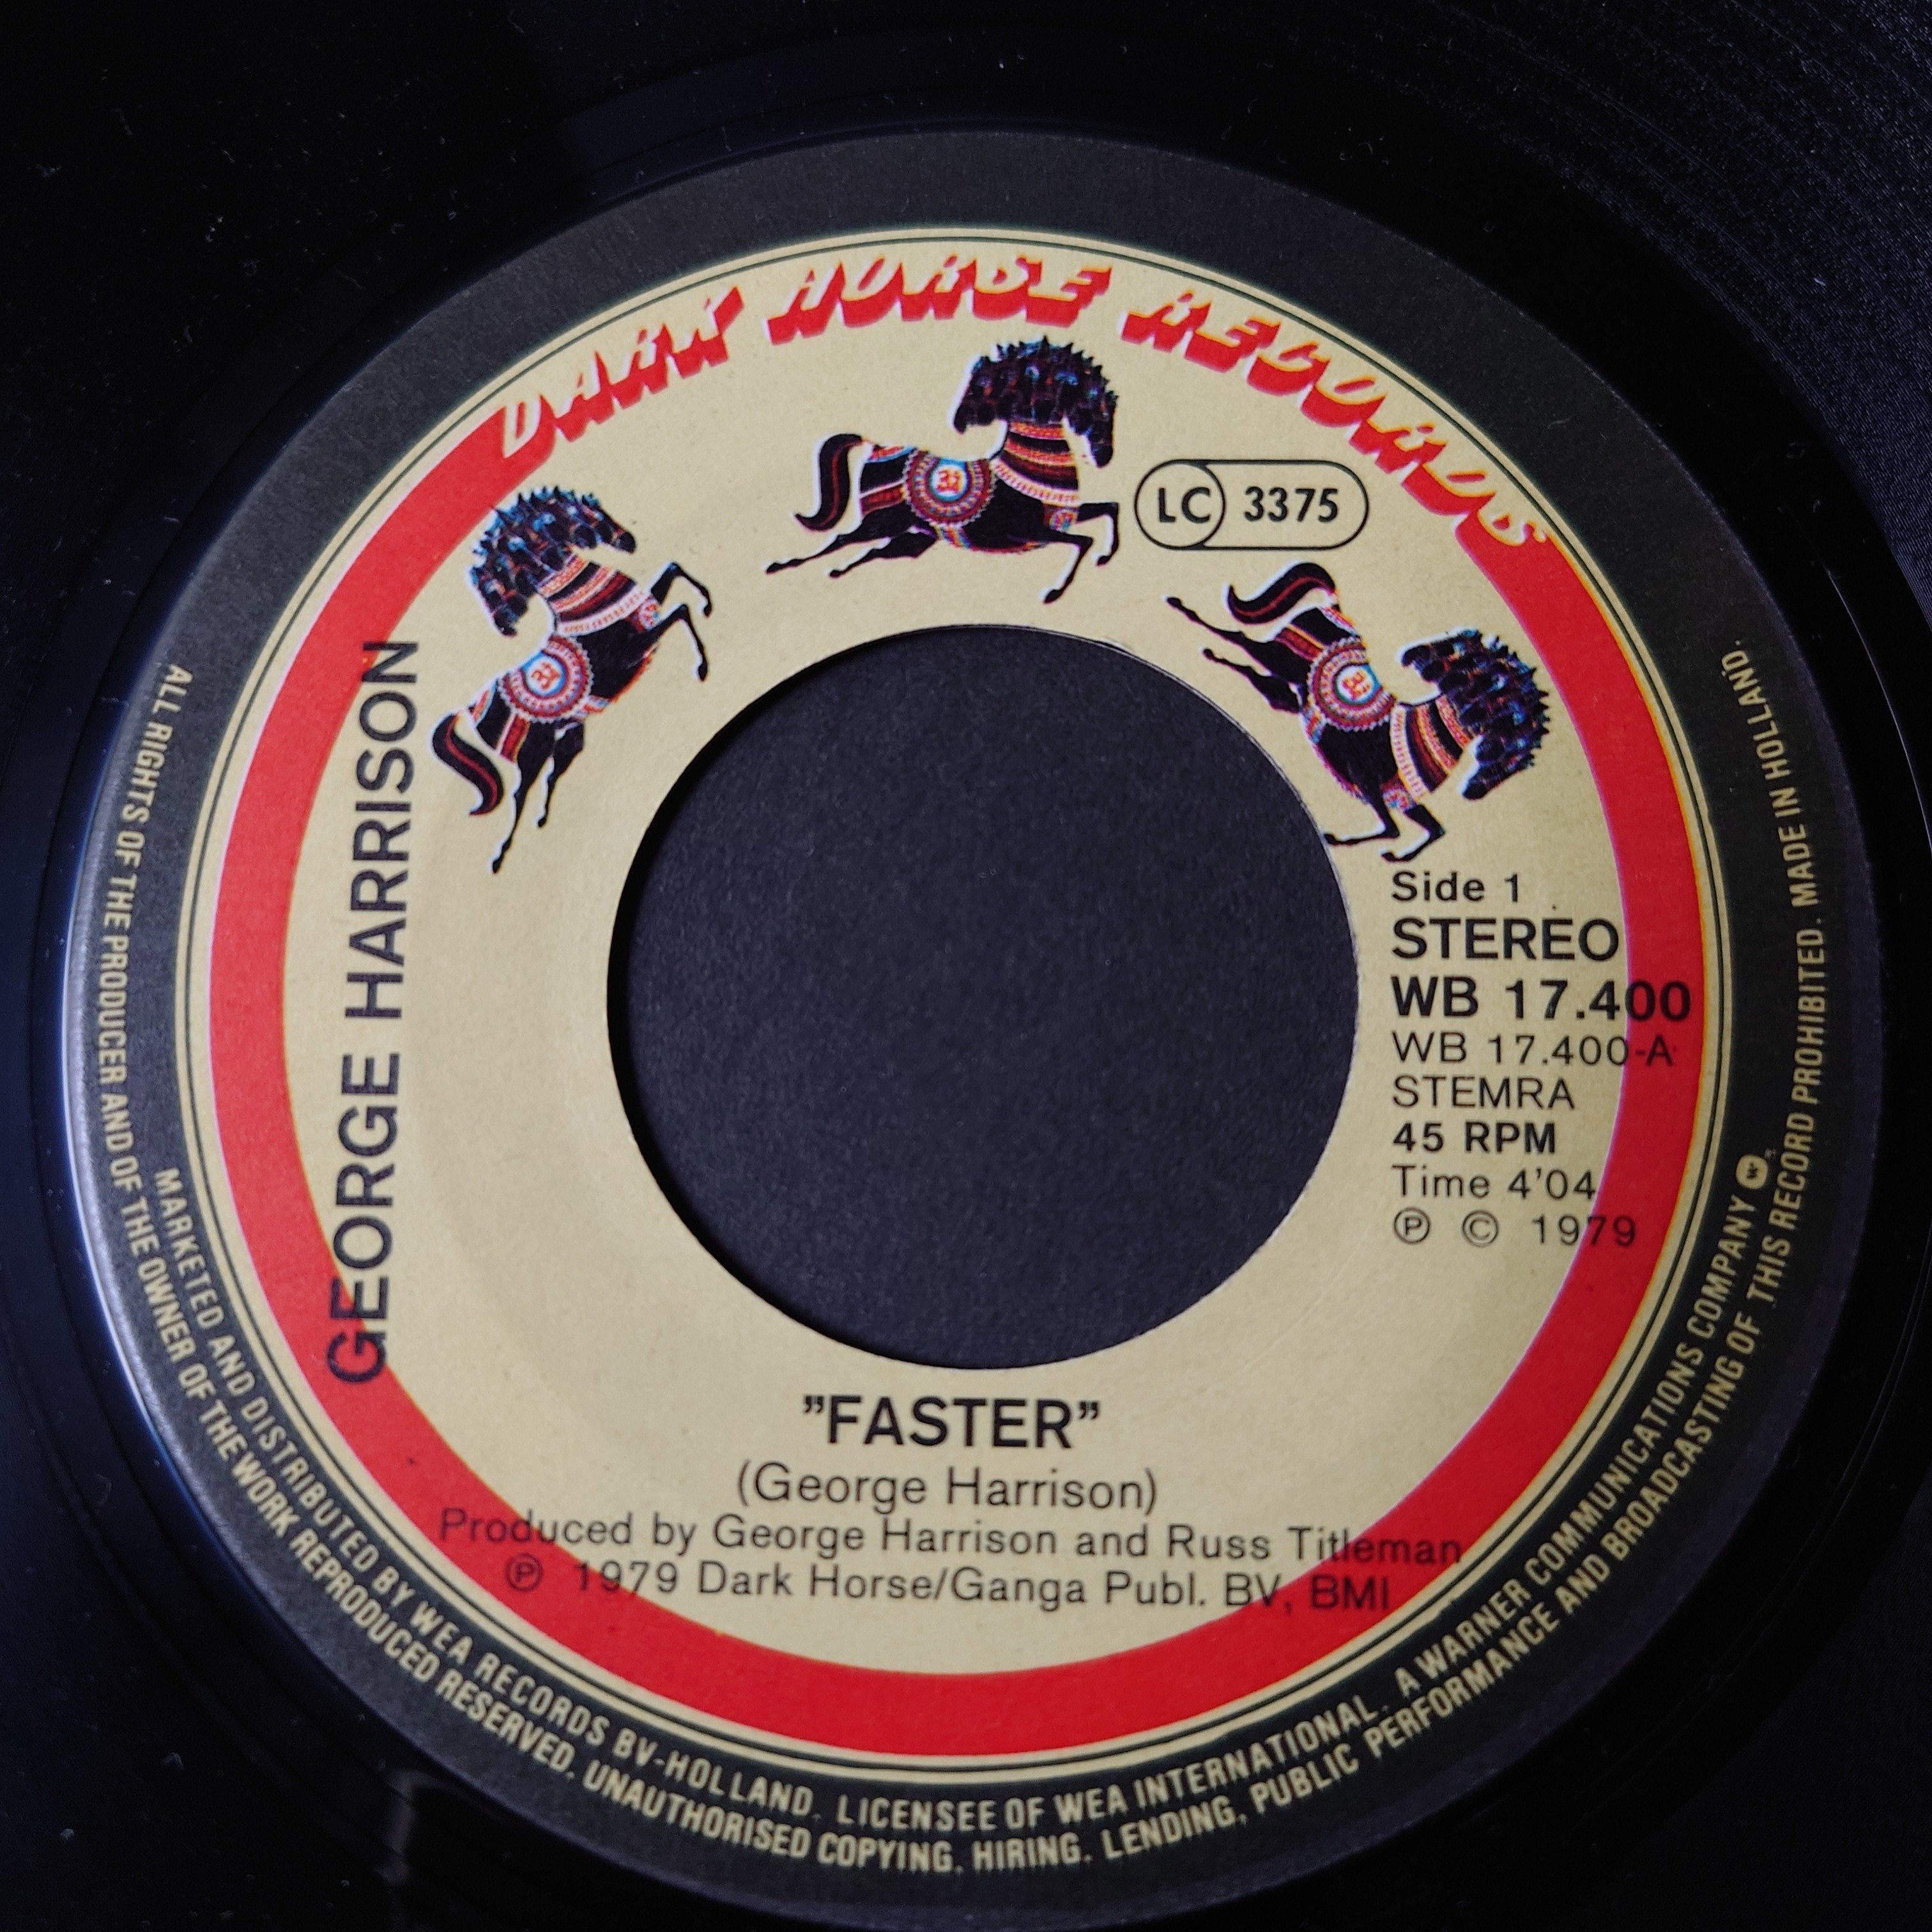 DARK HORSE RECORDS
LC 3375
GEORGE HARRISON
Side 1
STEREO
WB 17.400
WB 17.400-A
STEMRA
45 RPM
Time 4'04
Ⓟ © 1979
"FASTER"
(George Harrison)
Produced by George Harrison and Russ Titleman
Ⓟ 1979 Dark Horse/Ganga Publ. BV, BMI
MARKETED AND DISTRIBUTED BY WEA RECORDS BV-HOLLAND. LICENSEE OF WEA INTERNATIONAL. A WARNER COMMUNICATIONS COMPANY
ALL RIGHTS OF THE PRODUCER AND OF THE OWNER OF THE WORK REPRODUCED RESERVED. UNAUTHORISED COPYING, HIRING, LENDING, PUBLIC PERFORMANCE AND BROADCASTING OF THIS RECORD PROHIBITED. MADE IN HOLLAND.